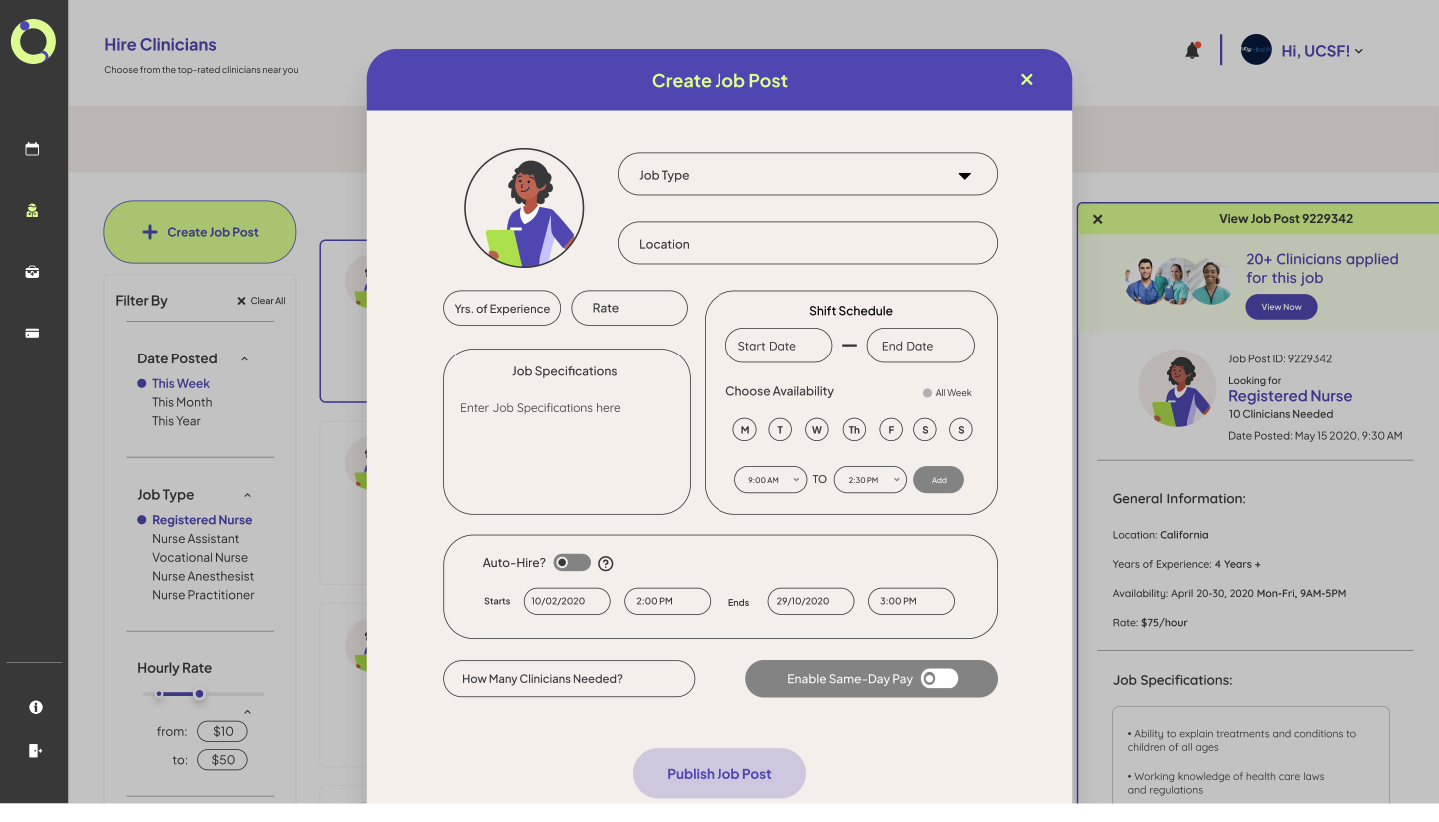 Hire Clinicians
Choose from the top-rated clinicians near you
Hi, UCSF!
Create Job Post
Create Job Post
Filter By
Clear All
Date Posted
This Week
This Month
This Year
Job Type
Registered Nurse
Nurse Assistant
Vocational Nurse
Nurse Anesthesist
Nurse Practitioner
Hourly Rate
from:
$10
to:
$50
Job Type
Location
Yrs. of Experience
Rate
Job Specifications
Enter Job Specifications here
Shift Schedule
Start Date
End Date
Choose Availability
All Week
M T W Th F S S
9:00 AM TO 2:30 PM Add
Auto-Hire? ?
Starts 10/02/2020 2:00 PM Ends 29/10/2020 3:00 PM
How Many Clinicians Needed?
Enable Same-Day Pay
Publish Job Post
View Job Post 9229342
20+ Clinicians applied
for this job
View Now
Job Post ID: 9229342
Looking for
Registered Nurse
10 Clinicians Needed
Date Posted: May 15 2020, 9:30 AM
General Information:
Location: California
Years of Experience: 4 Years +
Availability: April 20-30, 2020 Mon-Fri, 9AM-5PM
Rate: $75/hour
Job Specifications:
• Ability to explain treatments and conditions to
children of all ages
• Working knowledge of health care laws
and regulations